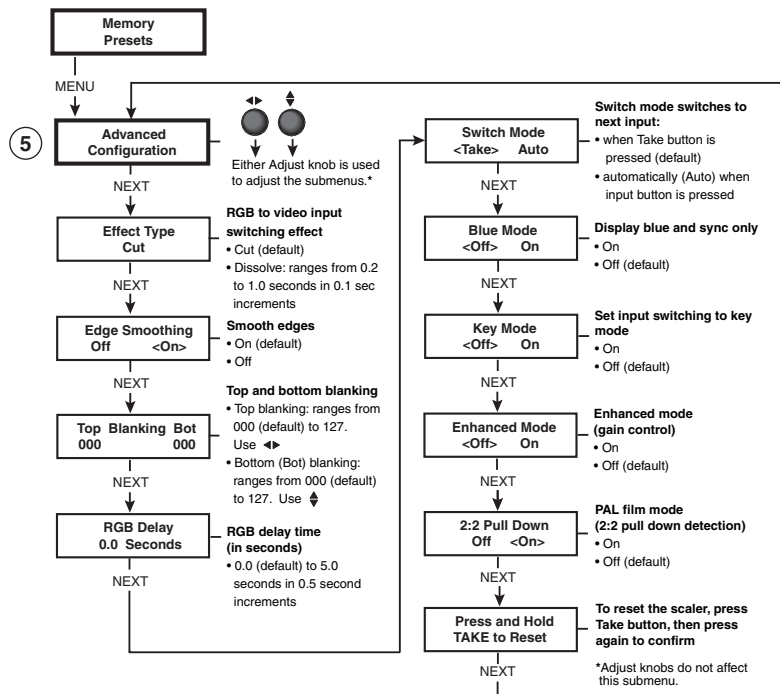 Memory
Presets
MENU
5
Advanced
Configuration
Either Adjust knob is used
to adjust the submenus.*
NEXT
Effect Type
Cut
RGB to video input
switching effect
• Cut (default)
• Dissolve: ranges from 0.2
to 1.0 seconds in 0.1 sec
increments
NEXT
Edge Smoothing
Off <On>
Smooth edges
• On (default)
• Off
NEXT
Top Blanking Bot
000 000
Top and bottom blanking
• Top blanking: ranges from
000 (default) to 127.
Use
• Bottom (Bot) blanking:
ranges from 000 (default)
to 127. Use
NEXT
RGB Delay
0.0 Seconds
RGB delay time
(in seconds)
• 0.0 (default) to 5.0
seconds in 0.5 second
increments
NEXT
Switch Mode
<Take> Auto
Switch mode switches to
next input:
• when Take button is
pressed (default)
• automatically (Auto) when
input button is pressed
NEXT
Blue Mode
<Off> On
Display blue and sync only
• On
• Off (default)
NEXT
Key Mode
<Off> On
Set input switching to key
mode
• On
• Off (default)
NEXT
Enhanced Mode
<Off> On
Enhanced mode
(gain control)
• On
• Off (default)
NEXT
2:2 Pull Down
Off <On>
PAL film mode
(2:2 pull down detection)
• On
• Off (default)
NEXT
Press and Hold
TAKE to Reset
To reset the scaler, press
Take button, then press
again to confirm
*Adjust knobs do not affect
this submenu.
NEXT